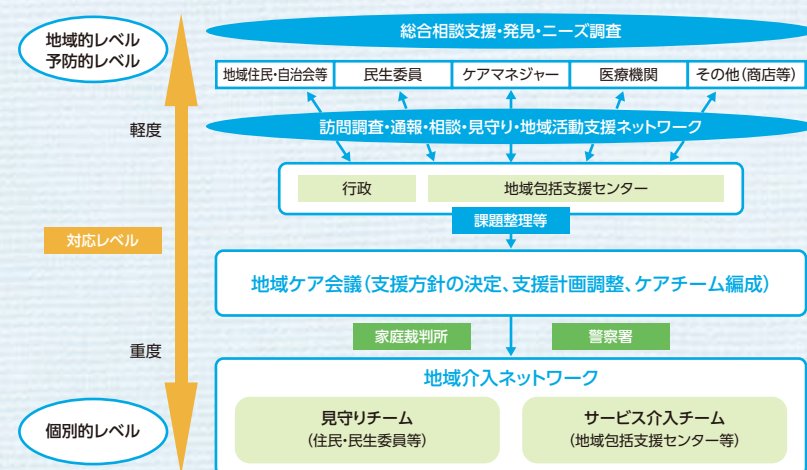 地域的レベル
予防的レベル
軽度
対応レベル
重度
個別的レベル
総合相談支援・発見・ニーズ調査
地域住民・自治会等
民生委員
ケアマネジャー
医療機関
その他（商店等）
訪問調査・通報・相談・見守り・地域活動支援ネットワーク
行政
地域包括支援センター
課題整理等
地域ケア会議（支援方針の決定、支援計画調整、ケアチーム編成）
家庭裁判所
警察署
地域介入ネットワーク
見守りチーム
（住民・民生委員等）
サービス介入チーム
（地域包括支援センター等）